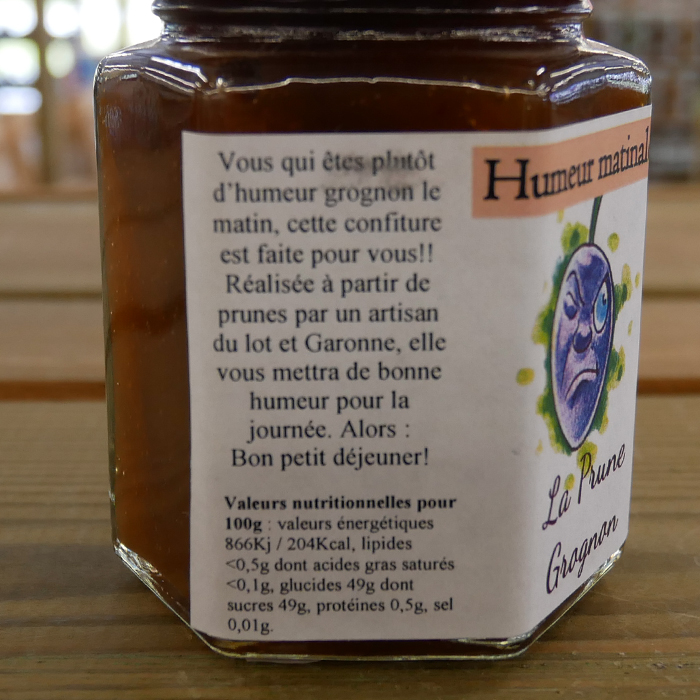 Vous qui êtes plutôt
d'humeur grognon le
matin, cette confiture
est faite pour vous!!
Réalisée à partir de
prunes par un artisan
du lot et Garonne, elle
vous mettra de bonne
humeur pour la
journée. Alors :
Bon petit déjeuner!
Valeurs nutritionnelles pour
100g : valeurs énergétiques
866Kj / 204Kcal, lipides
<0,5g dont acides gras saturés
<0,1g, glucides 49g dont
sucres 49g, protéines 0,5g, sel
0,01g.
Humeur matinal
La Prune
Grognon